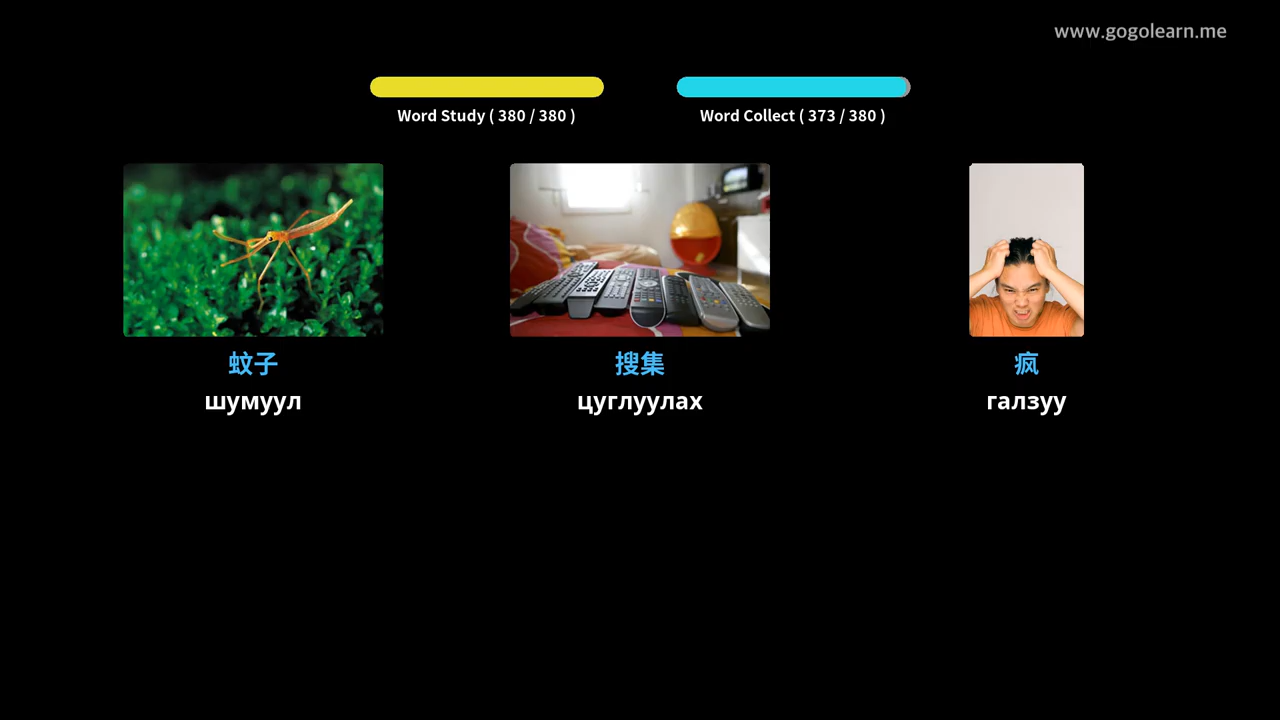 www.gogolearn.me
Word Study ( 380 / 380 )
Word Collect ( 373 / 380 )
蚊子
搜集
疯
шумуул
цуглуулах
галзуу